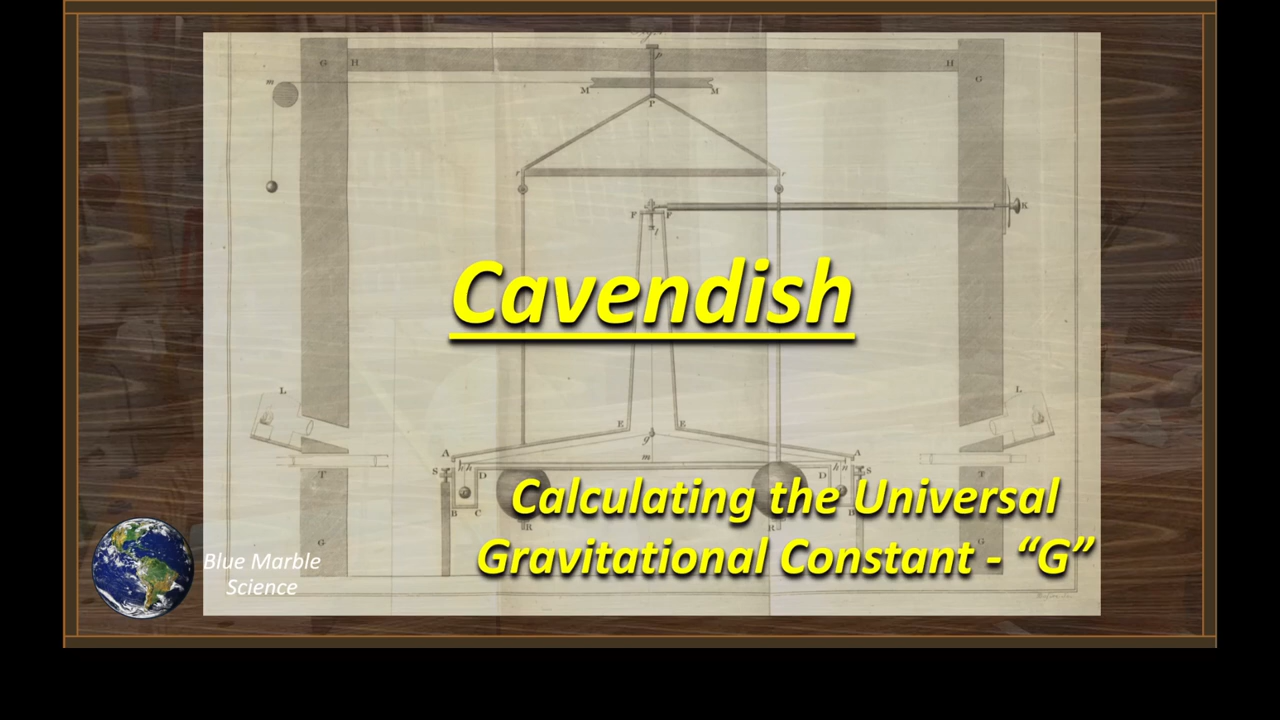 G H H G
m
M M
P
P
r r
F F K
l
L L
E E
g
A A
m
S h h D D h n S
T T
B C B
R R
Cavendish
Calculating the Universal
Gravitational Constant - “G”
G G
Blue Marble
Science